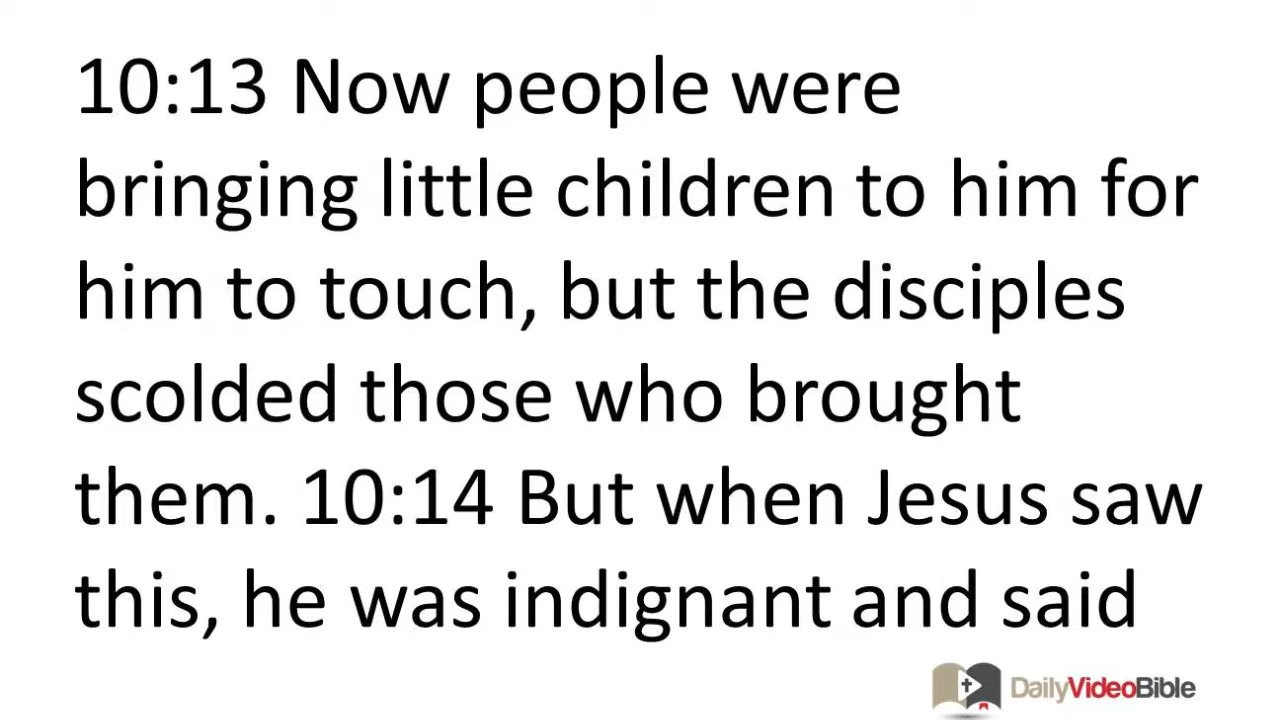 10:13 Now people were
bringing little children to him for
him to touch, but the disciples
scolded those who brought
them. 10:14 But when Jesus saw
this, he was indignant and said
DailyVideoBible